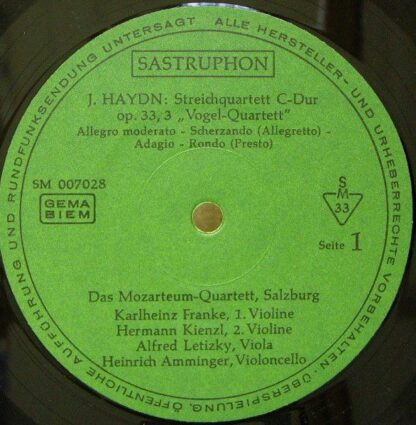 ALLE HERSTELLER- UND URHEBERRECHTE VORBEHALTEN · ÜBERSPIELUNG, ÖFFENTLICHE AUFFÜHRUNG UND RUNDFUNKSENDUNG UNTERSAGT
SASTRUPHON
J. HAYDN: Streichquartett C-Dur
op. 33, 3 „Vogel-Quartett”
Allegro moderato - Scherzando (Allegretto) -
Adagio - Rondo (Presto)
SM 007028
GEMA
BIEM
S
M
33
Seite 1
Das Mozarteum-Quartett, Salzburg
Karlheinz Franke, 1. Violine
Hermann Kienzl, 2. Violine
Alfred Letizky, Viola
Heinrich Amminger, Violoncello